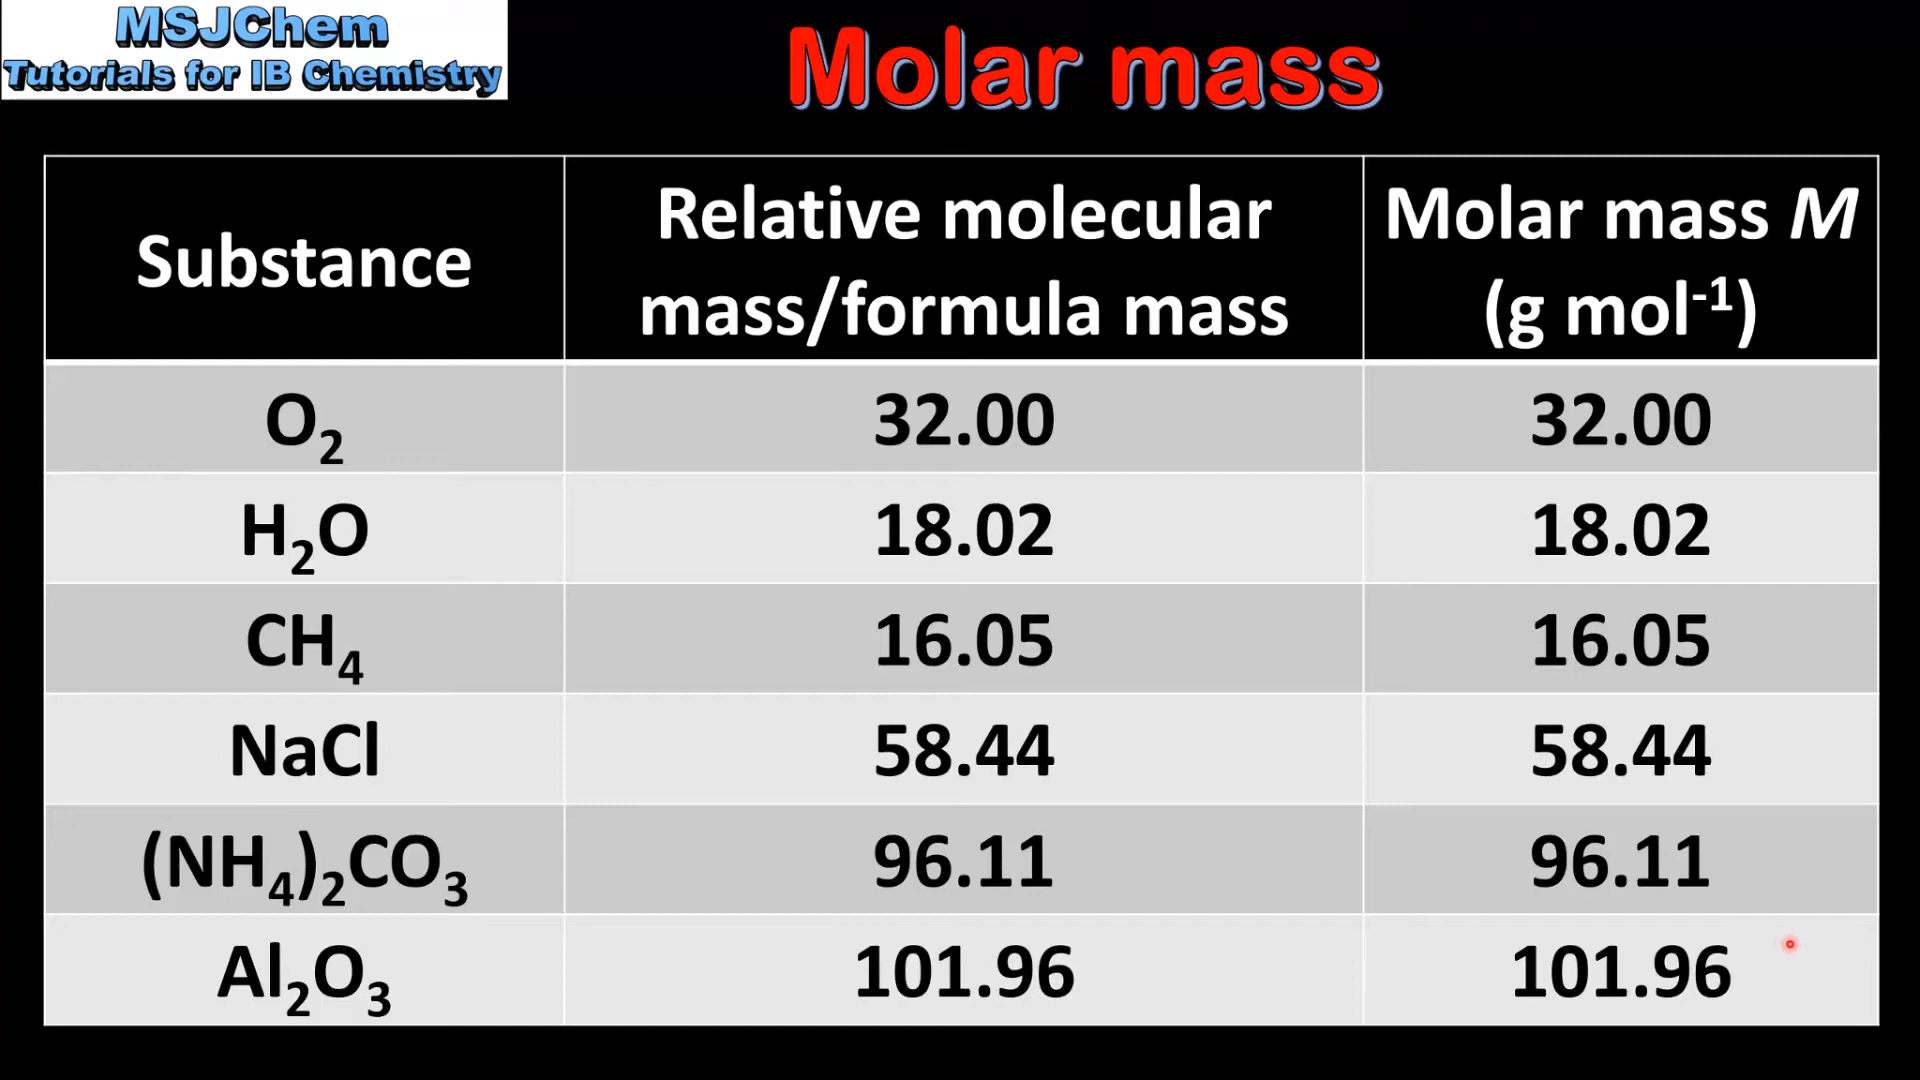 MSJChem
Tutorials for IB Chemistry
Molar mass
Substance
Relative molecular mass/formula mass
Molar mass M (g mol⁻¹)
O₂ 32.00 32.00
H₂O 18.02 18.02
CH₄ 16.05 16.05
NaCl 58.44 58.44
(NH₄)₂CO₃ 96.11 96.11
Al₂O₃ 101.96 101.96